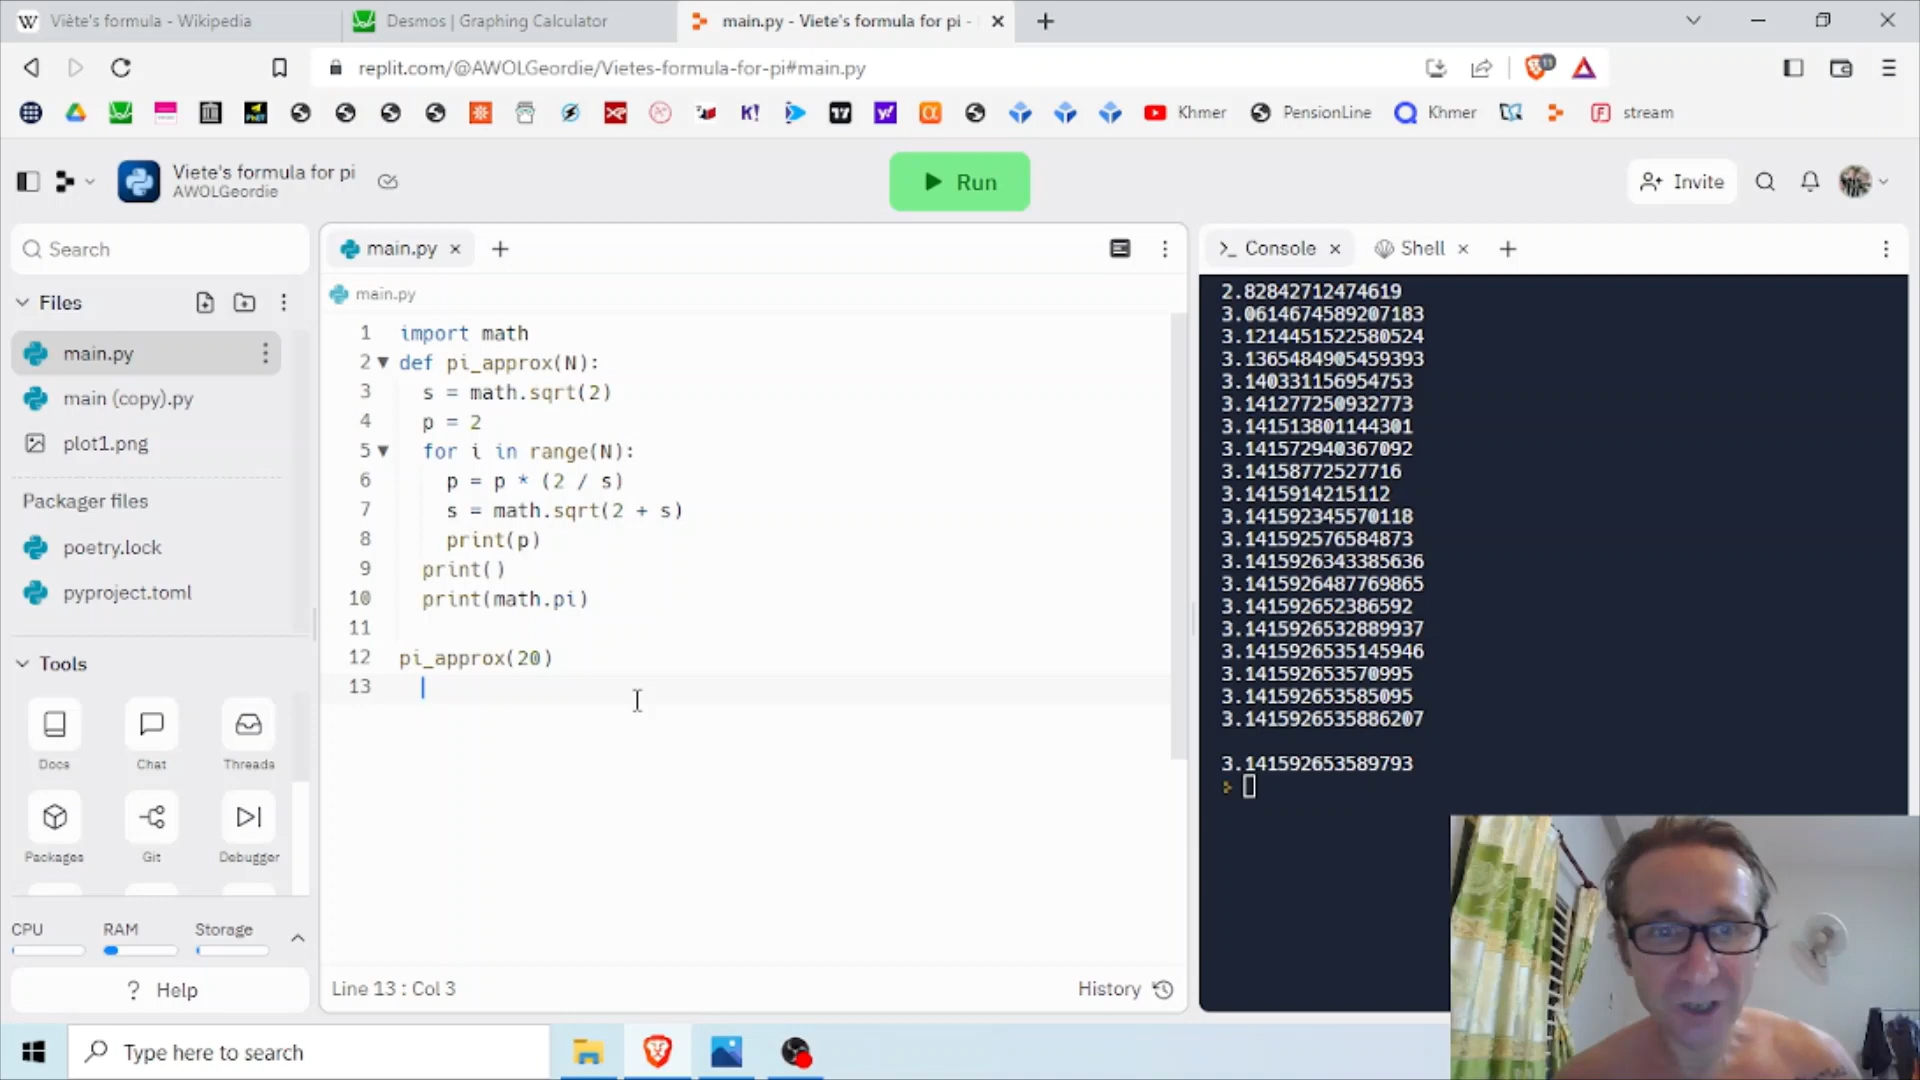 Viète's formula - Wikipedia
Desmos | Graphing Calculator
main.py - Viete's formula for pi -
replit.com/@AWOLGeordie/Vietes-formula-for-pi#main.py
11
K!
17
Khmer
PensionLine
Khmer
stream
Viete's formula for pi
AWOLGeordie
Run
Invite
Search
Files
main.py
main (copy).py
plot1.png
Packager files
poetry.lock
pyproject.toml
Tools
Docs
Chat
Threads
Packages
Git
Debugger
CPU
RAM
Storage
? Help
main.py
main.py
1 import math
2 def pi_approx(N):
3 s = math.sqrt(2)
4 p = 2
5 for i in range(N):
6 p = p * (2 / s)
7 s = math.sqrt(2 + s)
8 print(p)
9 print()
10 print(math.pi)
11
12 pi_approx(20)
13
Line 13 : Col 3
History
>_ Console
Shell
2.82842712474619
3.0614674589207183
3.1214451522580524
3.1365484905459393
3.140331156954753
3.141277250932773
3.141513801144301
3.141572940367092
3.14158772527716
3.1415914215112
3.141592345570118
3.141592576584873
3.1415926343385636
3.1415926487769865
3.141592652386592
3.1415926532889937
3.1415926535145946
3.141592653570995
3.141592653585095
3.1415926535886207
3.141592653589793
Type here to search